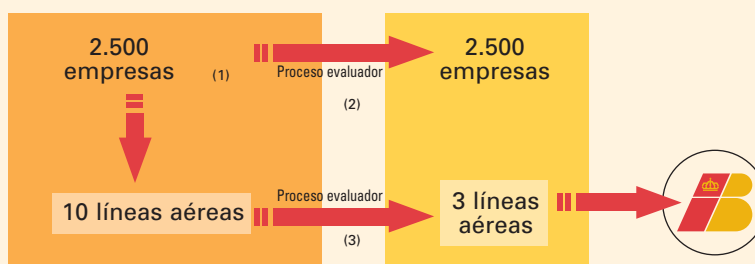 2.500
empresas
(1)
Proceso evaluador
(2)
2.500
empresas
10 líneas aéreas
Proceso evaluador
(3)
3 líneas
aéreas
IB